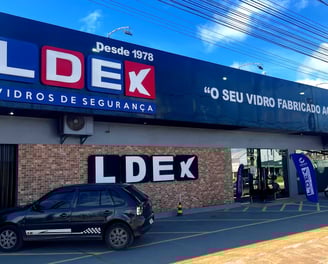 Desde 1978
LDEX
VIDROS DE SEGURANÇA
"O SEU VIDRO FABRICADO
LDEX